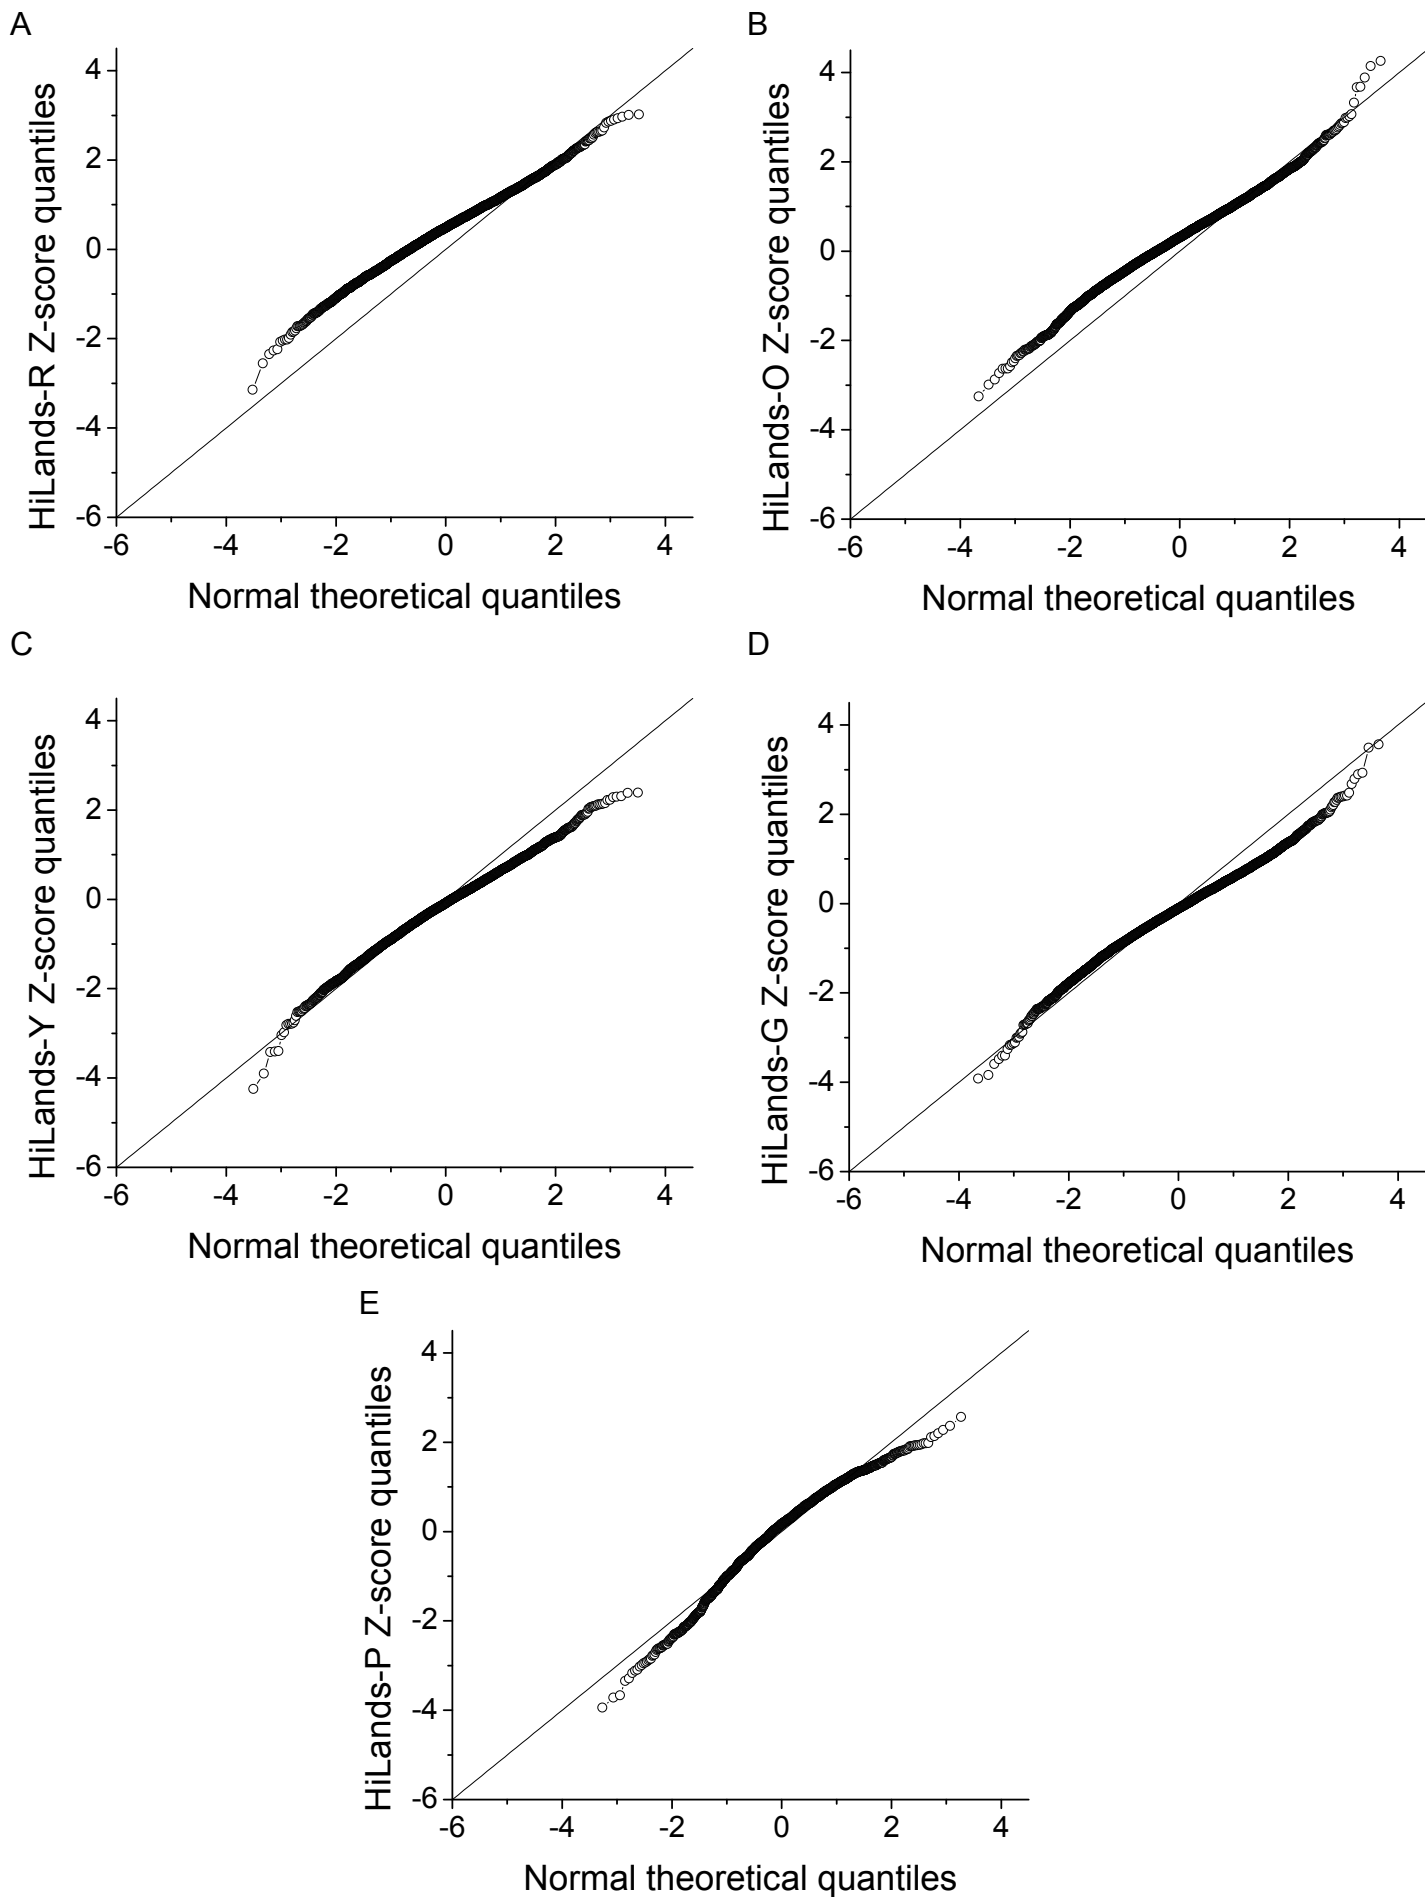 A
HiLands-R Z-score quantiles
4
2
0
-2
-4
-6
-6 -4 -2 0 2 4
Normal theoretical quantiles
B
HiLands-O Z-score quantiles
4
2
0
-2
-4
-6
-6 -4 -2 0 2 4
Normal theoretical quantiles
C
HiLands-Y Z-score quantiles
4
2
0
-2
-4
-6
-6 -4 -2 0 2 4
Normal theoretical quantiles
D
HiLands-G Z-score quantiles
4
2
0
-2
-4
-6
-6 -4 -2 0 2 4
Normal theoretical quantiles
E
HiLands-P Z-score quantiles
4
2
0
-2
-4
-6
-6 -4 -2 0 2 4
Normal theoretical quantiles